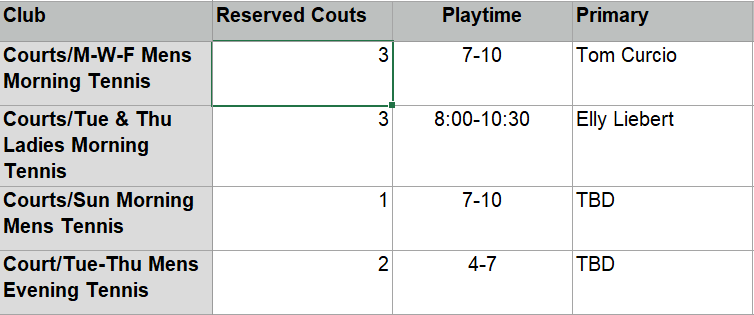 Club Reserved Couts Playtime Primary
Courts/M-W-F Mens 3 7-10 Tom Curcio
Morning Tennis
Courts/Tue & Thu 3 8:00-10:30 Elly Liebert
Ladies Morning
Tennis
Courts/Sun Morning 1 7-10 TBD
Mens Tennis
Court/Tue-Thu Mens 2 4-7 TBD
Evening Tennis